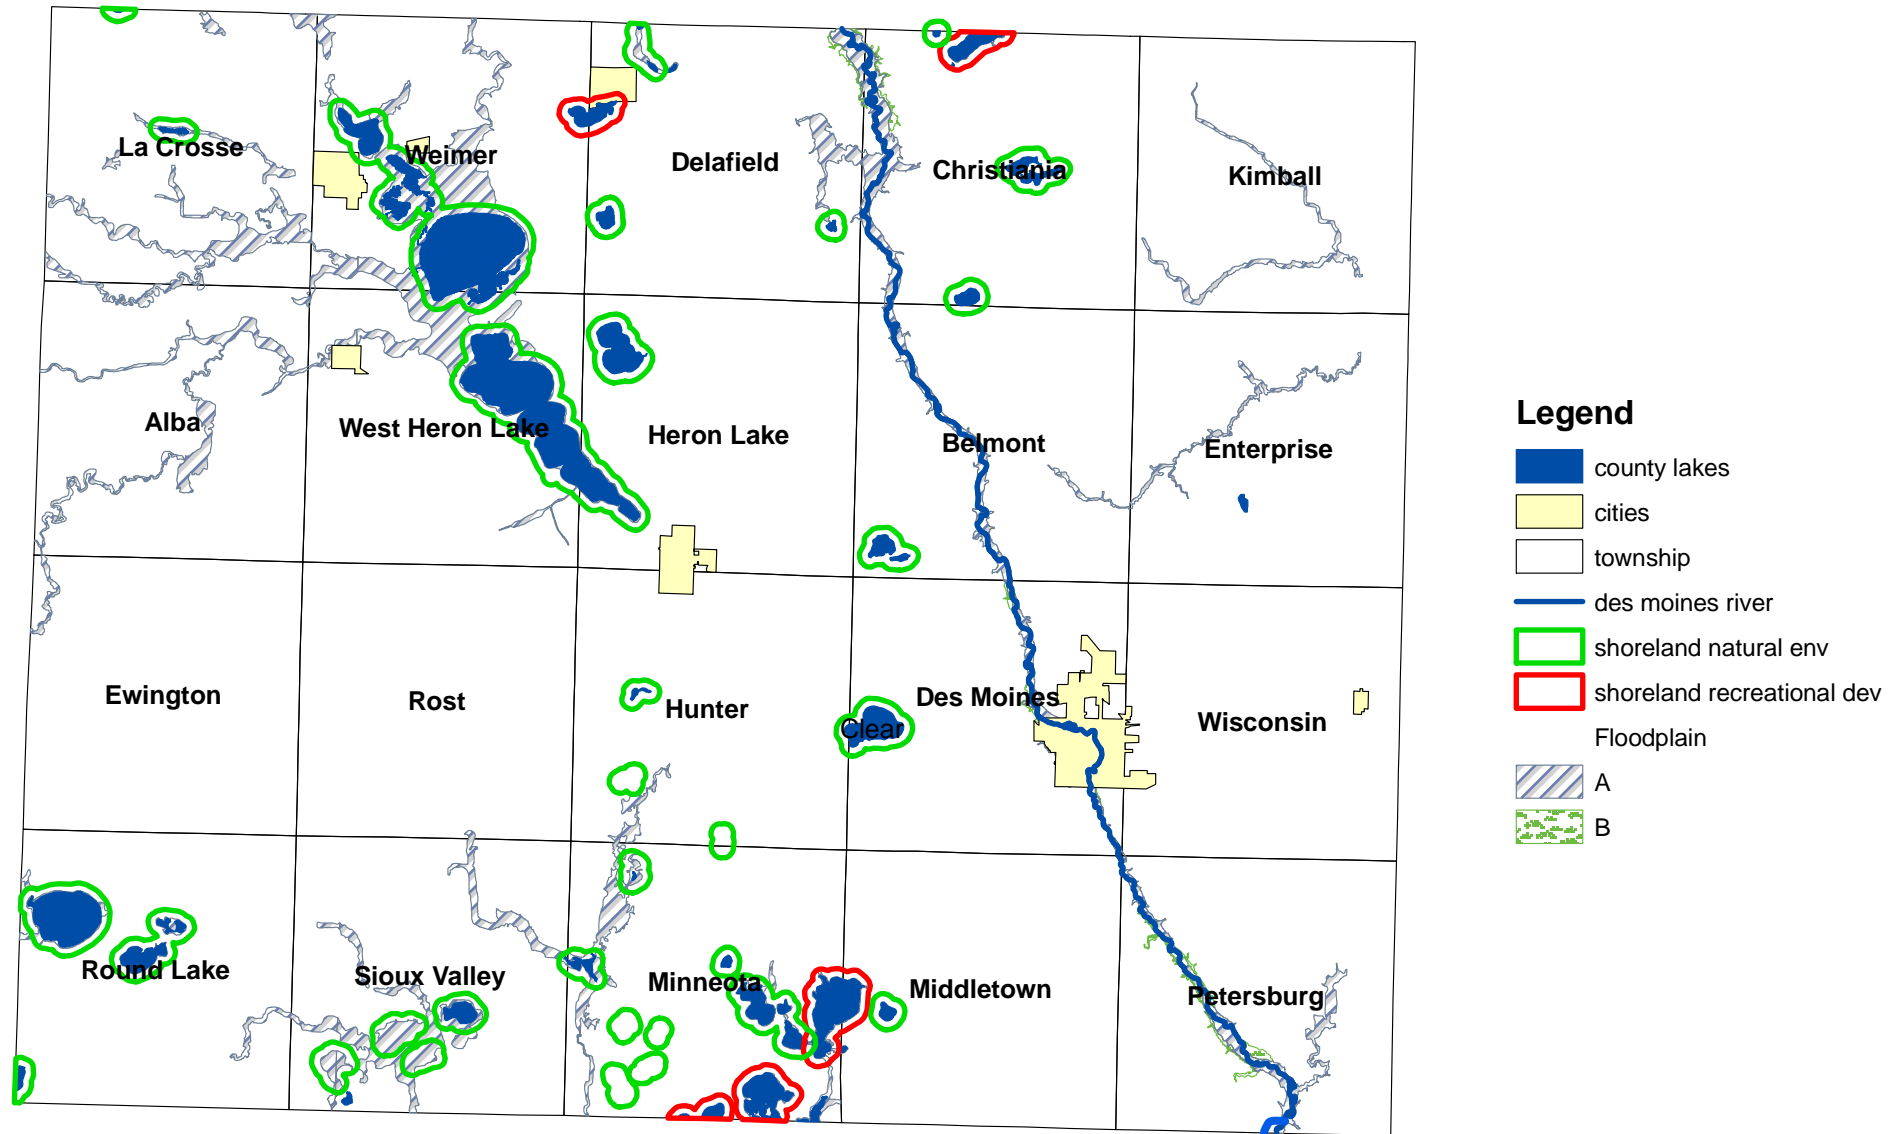 La Crosse
Weimer
Delafield
Christiania
Kimball
Alba
West Heron Lake
Heron Lake
Belmont
Enterprise
Ewington
Rost
Hunter
Clear
Des Moines
Wisconsin
Round Lake
Sioux Valley
Minneota
Middletown
Petersburg
Legend
county lakes
cities
township
des moines river
shoreland natural env
shoreland recreational dev
Floodplain
A
B